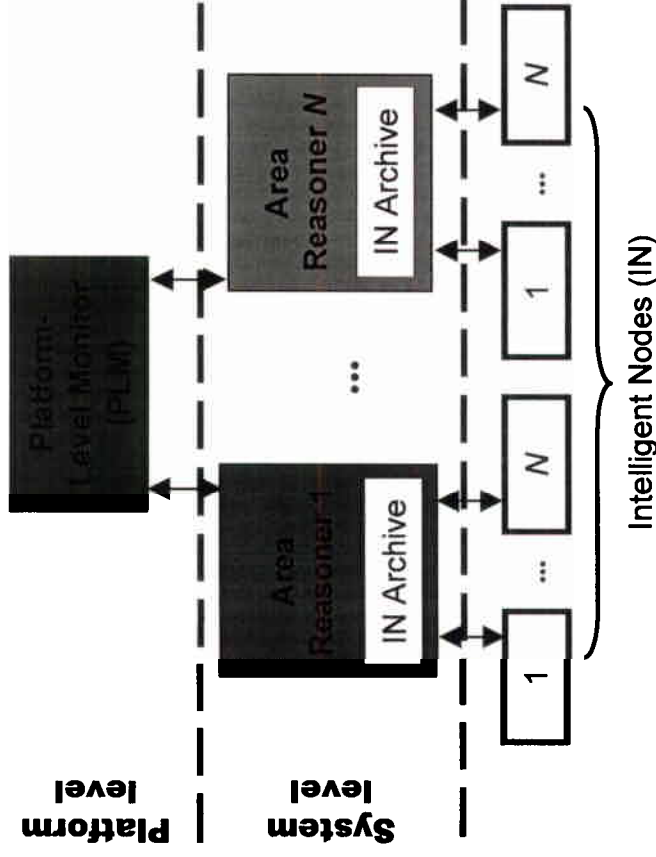 Platform
level
Platform-
Level Monitor
(PLM)
System
level
Area
Reasoner 1
IN Archive
...
Area
Reasoner N
IN Archive
1
...
N
1
...
N
Intelligent Nodes (IN)